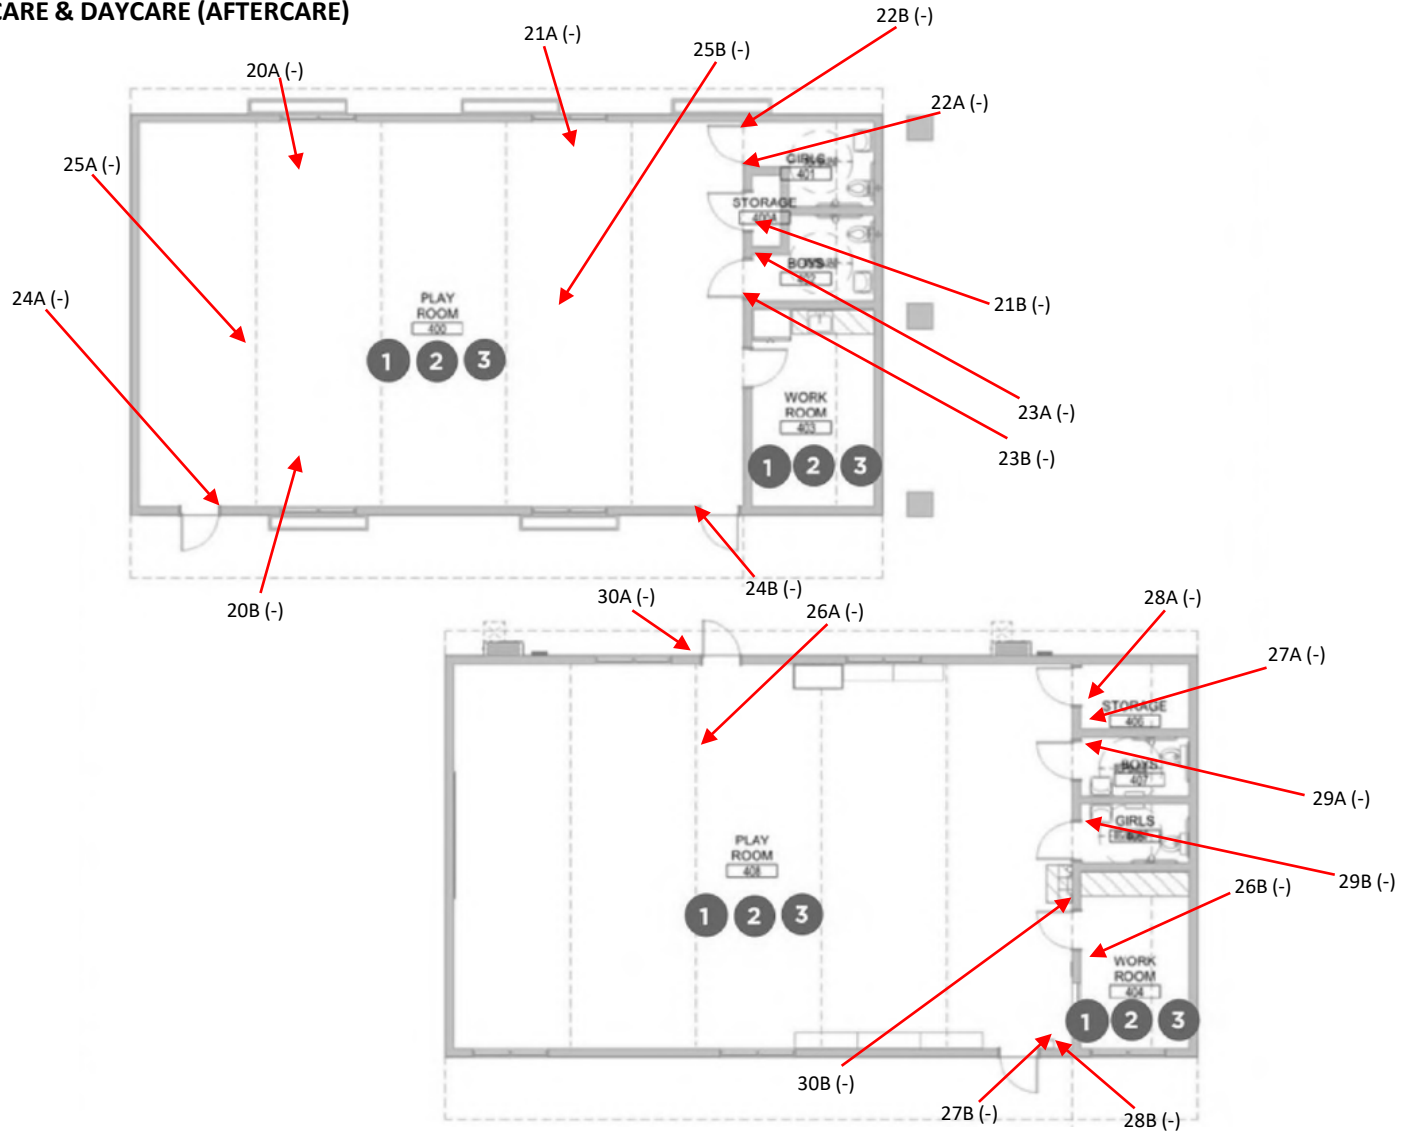 CARE & DAYCARE (AFTERCARE)
22B (-)
21A (-)
25B (-)
20A (-)
22A (-)
25A (-)
GIRLS
401
STORAGE
400A
BOYS
402
24A (-)
PLAY
ROOM
400
21B (-)
1 2 3
WORK
ROOM
403
23A (-)
23B (-)
1 2 3
20B (-)
24B (-)
30A (-)
26A (-)
28A (-)
27A (-)
STORAGE
BOYS
407
29A (-)
GIRLS
PLAY
ROOM
408
29B (-)
26B (-)
1 2 3
WORK
ROOM
404
1 2 3
30B (-)
27B (-)
28B (-)